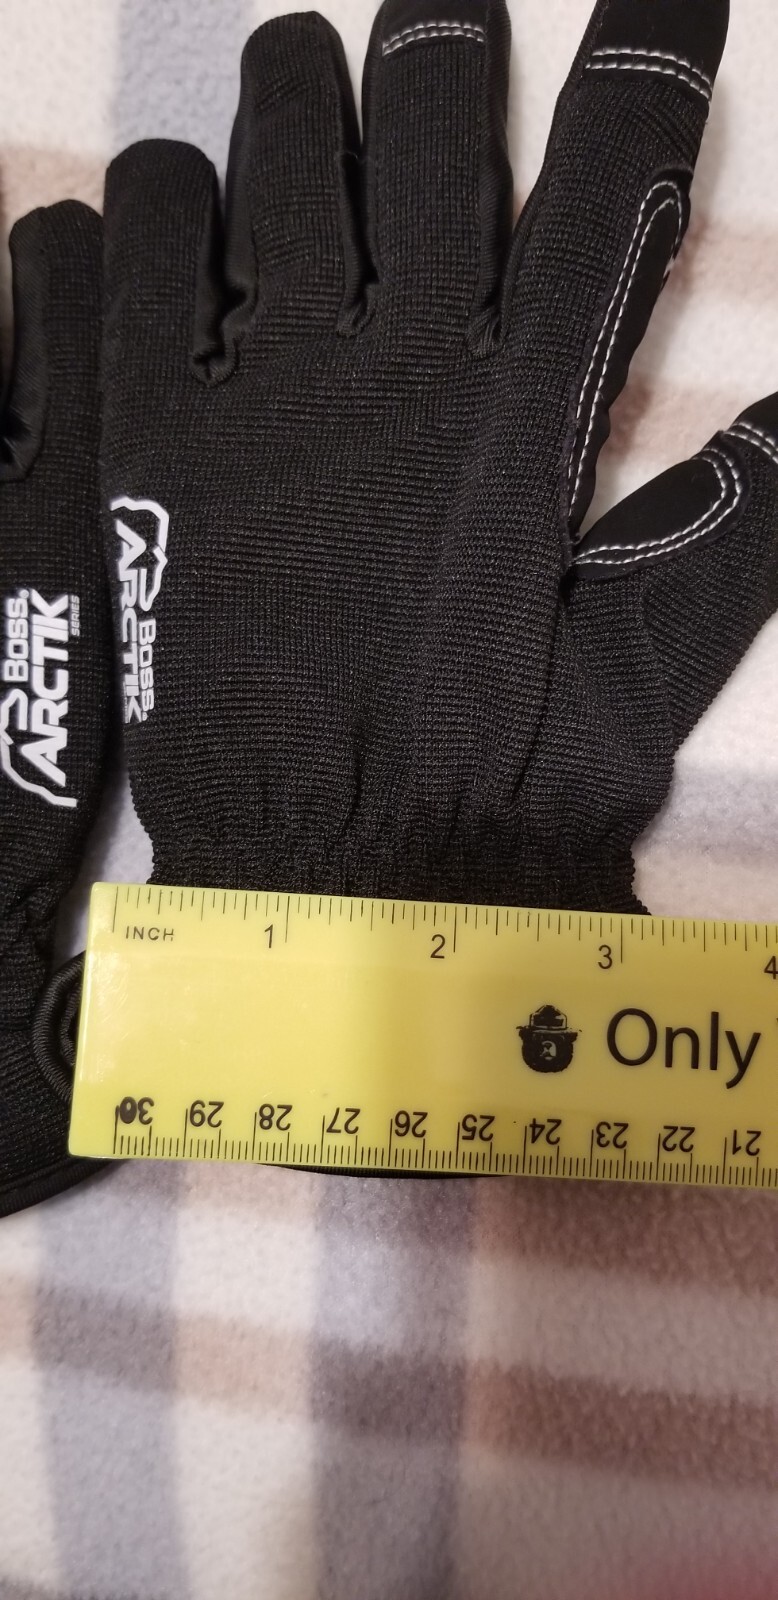 BOSS.
ARCTIK
SERIES
BOSS.
ARCTIK
INCH
1
2
3
4
Only
30 29 28 27 26 25 24 23 22 21